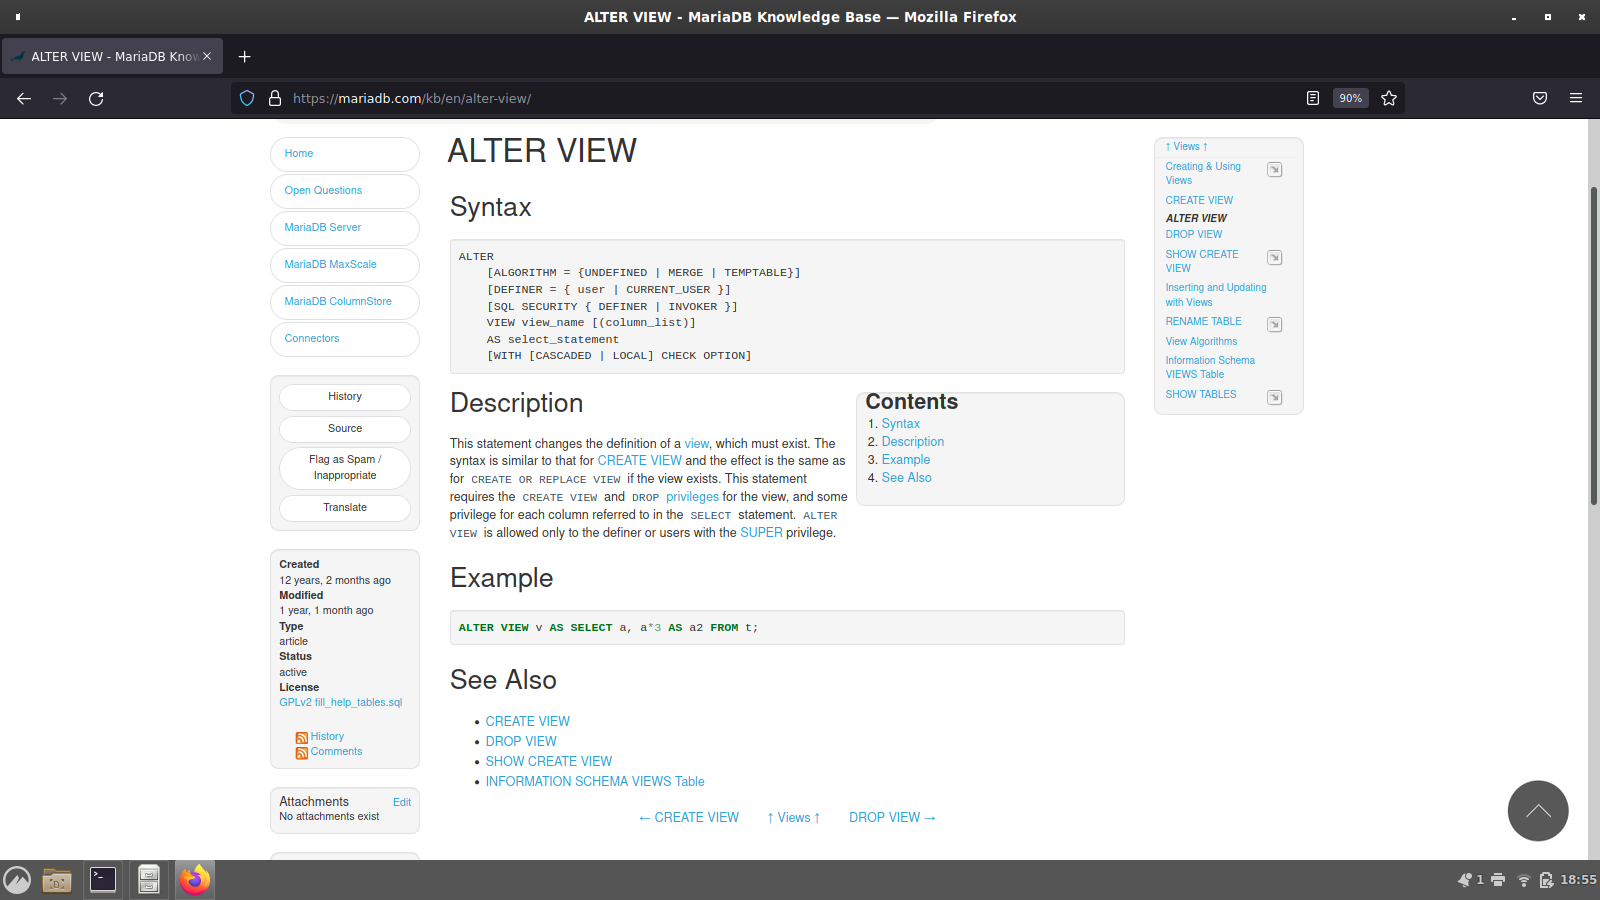 ALTER VIEW - MariaDB Knowledge Base — Mozilla Firefox
ALTER VIEW - MariaDB Know
https://mariadb.com/kb/en/alter-view/
90%
Home
Open Questions
MariaDB Server
MariaDB MaxScale
MariaDB ColumnStore
Connectors
History
Source
Flag as Spam /
Inappropriate
Translate
Created
12 years, 2 months ago
Modified
1 year, 1 month ago
Type
article
Status
active
License
GPLv2 fill_help_tables.sql
History
Comments
Attachments Edit
No attachments exist
ALTER VIEW
Syntax
ALTER
[ALGORITHM = {UNDEFINED | MERGE | TEMPTABLE}]
[DEFINER = { user | CURRENT_USER }]
[SQL SECURITY { DEFINER | INVOKER }]
VIEW view_name [(column_list)]
AS select_statement
[WITH [CASCADED | LOCAL] CHECK OPTION]
Description
This statement changes the definition of a view, which must exist. The
syntax is similar to that for CREATE VIEW and the effect is the same as
for CREATE OR REPLACE VIEW if the view exists. This statement
requires the CREATE VIEW and DROP privileges for the view, and some
privilege for each column referred to in the SELECT statement. ALTER
VIEW is allowed only to the definer or users with the SUPER privilege.
Contents
1. Syntax
2. Description
3. Example
4. See Also
Example
ALTER VIEW v AS SELECT a, a*3 AS a2 FROM t;
See Also
• CREATE VIEW
• DROP VIEW
• SHOW CREATE VIEW
• INFORMATION SCHEMA VIEWS Table
← CREATE VIEW ↑ Views ↑ DROP VIEW →
↑ Views ↑
Creating & Using
Views
CREATE VIEW
ALTER VIEW
DROP VIEW
SHOW CREATE
VIEW
Inserting and Updating
with Views
RENAME TABLE
View Algorithms
Information Schema
VIEWS Table
SHOW TABLES
1 18:55